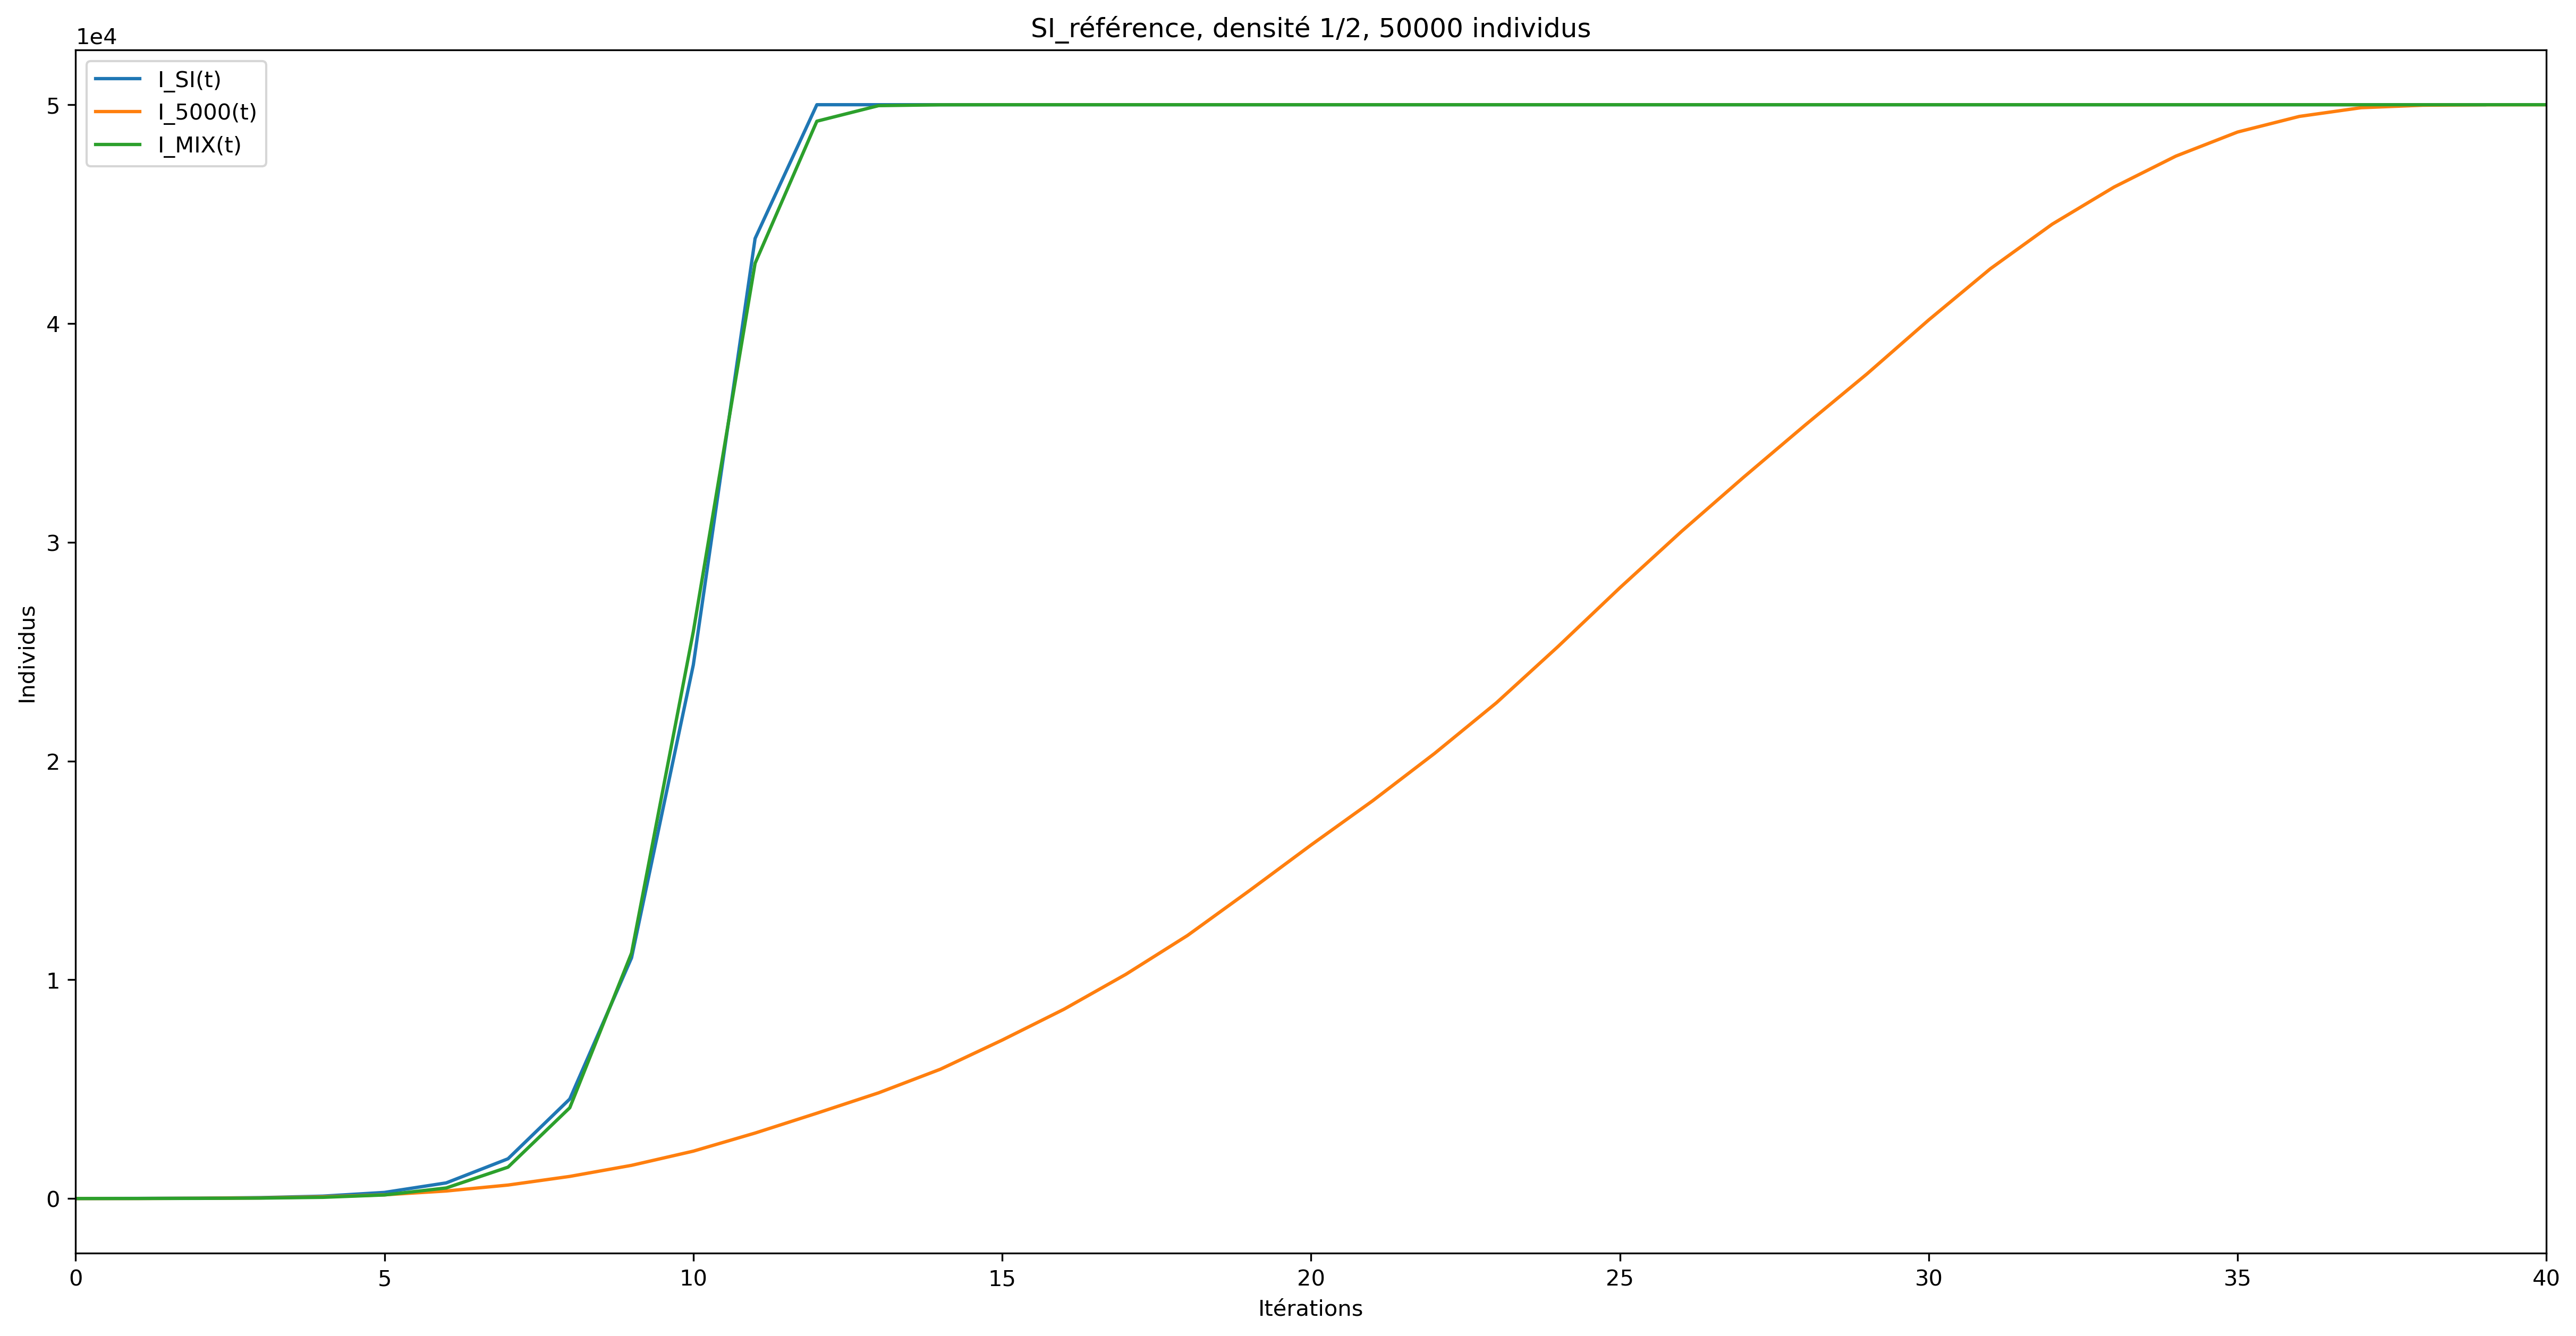 SI_référence, densité 1/2, 50000 individus
1e4
I_SI(t)
I_5000(t)
I_MIX(t)
5
4
3
2
1
0
Individus
0 5 10 15 20 25 30 35 40
Itérations